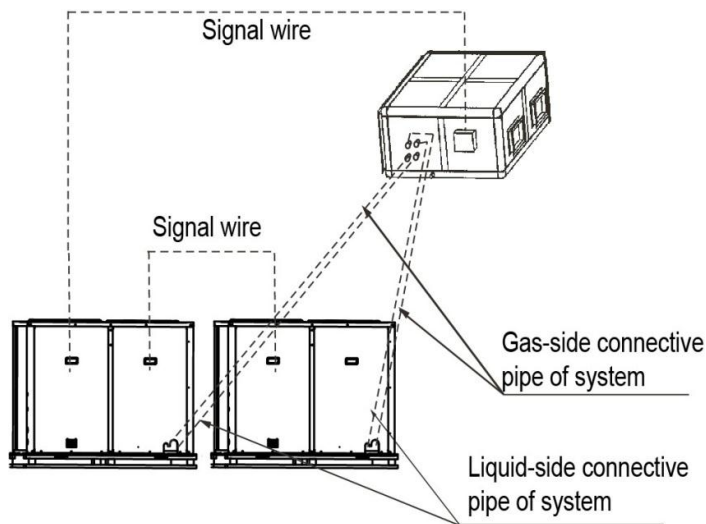 Signal wire
Signal wire
Gas-side connective
pipe of system
Liquid-side connective
pipe of system